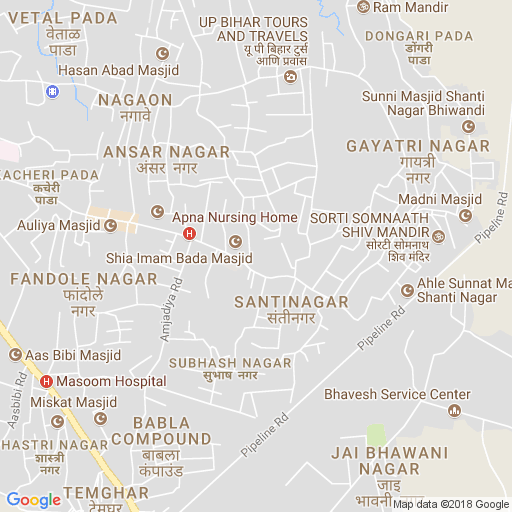 VETAL PADA
वेताळ
पाडा
UP BIHAR TOURS
AND TRAVELS
यू पी बिहार टुर्स
आणि प्रवास
Ram Mandir
DONGARI PADA
डोंगरी
पाडा
Hasan Abad Masjid
NAGAON
नगावे
Sunni Masjid Shanti
Nagar Bhiwandi
ANSAR NAGAR
अंसर नगर
GAYATRI NAGAR
गायत्री
नगर
KACHERI PADA
कचेरी
पाडा
Madni Masjid
Apna Nursing Home
Auliya Masjid
SORTI SOMNAATH
SHIV MANDIR
सोरटी सोमनाथ
शिव मंदिर
Pipeline Rd
Shia Imam Bada Masjid
FANDOLE NAGAR
फांदोले
नगर
Amjadiya Rd
Ahle Sunnat Ma
Shanti Nagar
SANTINAGAR
संतीनगर
Pipeline Rd
Aas Bibi Masjid
SUBHASH NAGAR
सुभाष नगर
Masoom Hospital
Aasbibi Rd
Miskat Masjid
Bhavesh Service Center
BABLA
COMPOUND
बाबला
कंपाउंड
Pipeline Rd
HASTRI NAGAR
शास्त्री
नगर
JAI BHAWANI
NAGAR
जाइ
भावनी
TEMGHAR
टेमघर
Google
Map data ©2018 Google